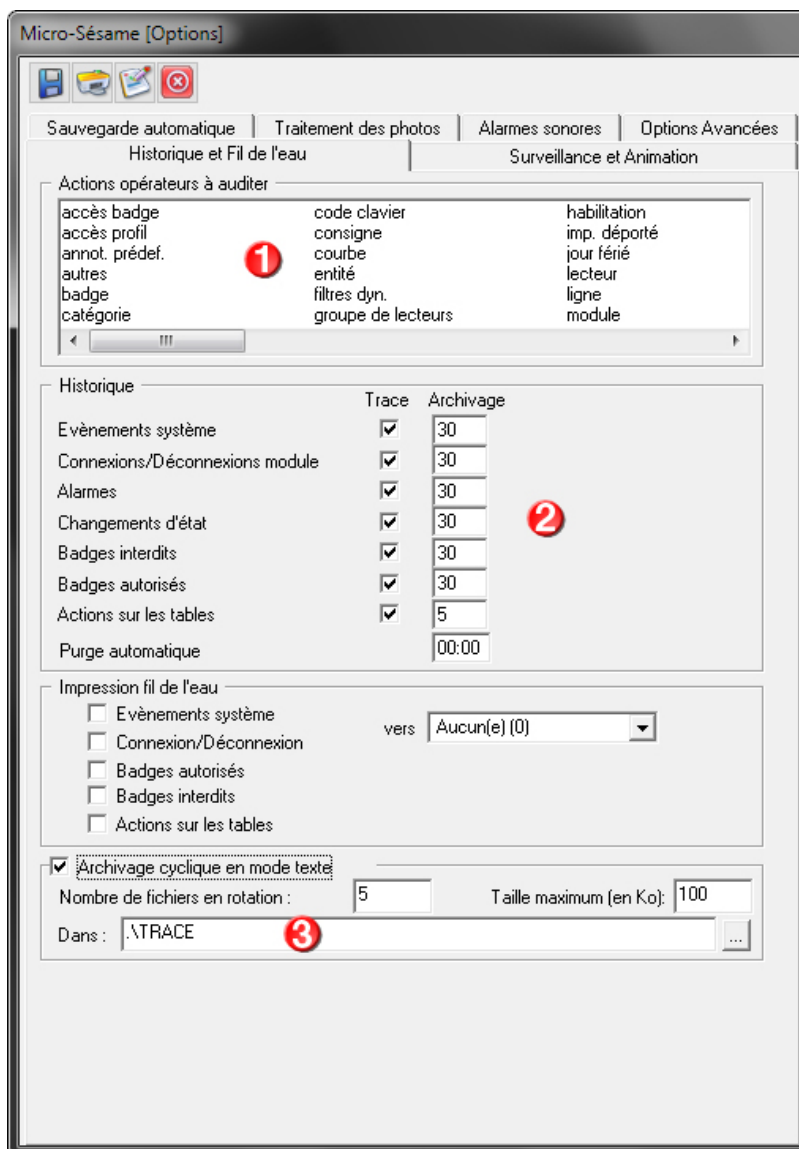 Micro-Sésame [Options]
Sauvegarde automatique Traitement des photos Alarmes sonores Options Avancées
Historique et Fil de l'eau Surveillance et Animation
Actions opérateurs à auditer
accès badge code clavier habilitation
accès profil consigne imp. déporté
annot. prédef. courbe jour férié
autres entité lecteur
badge filtres dyn. ligne
catégorie groupe de lecteurs module
1
Historique
Trace Archivage
Evènements système 30
Connexions/Déconnexions module 30
Alarmes 30
Changements d'état 30
2
Badges interdits 30
Badges autorisés 30
Actions sur les tables 5
Purge automatique 00:00
Impression fil de l'eau
Evènements système
vers Aucun(e) (0)
Connexion/Déconnexion
Badges autorisés
Badges interdits
Actions sur les tables
Archivage cyclique en mode texte
Nombre de fichiers en rotation : 5 Taille maximum (en Ko): 100
Dans : .\TRACE 3 ...